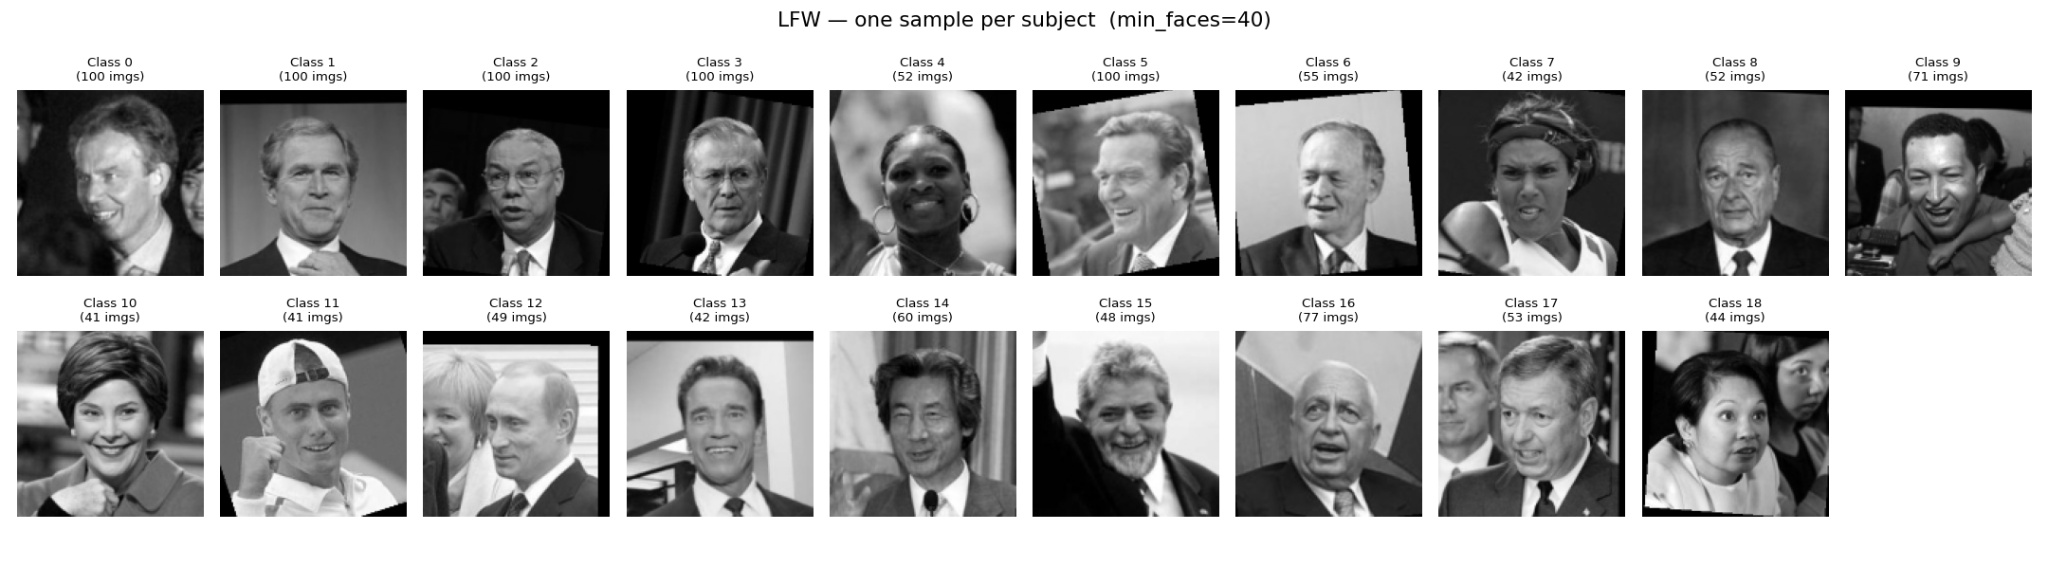 LFW — one sample per subject (min_faces=40)
Class 0
(100 imgs)
Class 1
(100 imgs)
Class 2
(100 imgs)
Class 3
(100 imgs)
Class 4
(52 imgs)
Class 5
(100 imgs)
Class 6
(55 imgs)
Class 7
(42 imgs)
Class 8
(52 imgs)
Class 9
(71 imgs)
Class 10
(41 imgs)
Class 11
(41 imgs)
Class 12
(49 imgs)
Class 13
(42 imgs)
Class 14
(60 imgs)
Class 15
(48 imgs)
Class 16
(77 imgs)
Class 17
(53 imgs)
Class 18
(44 imgs)